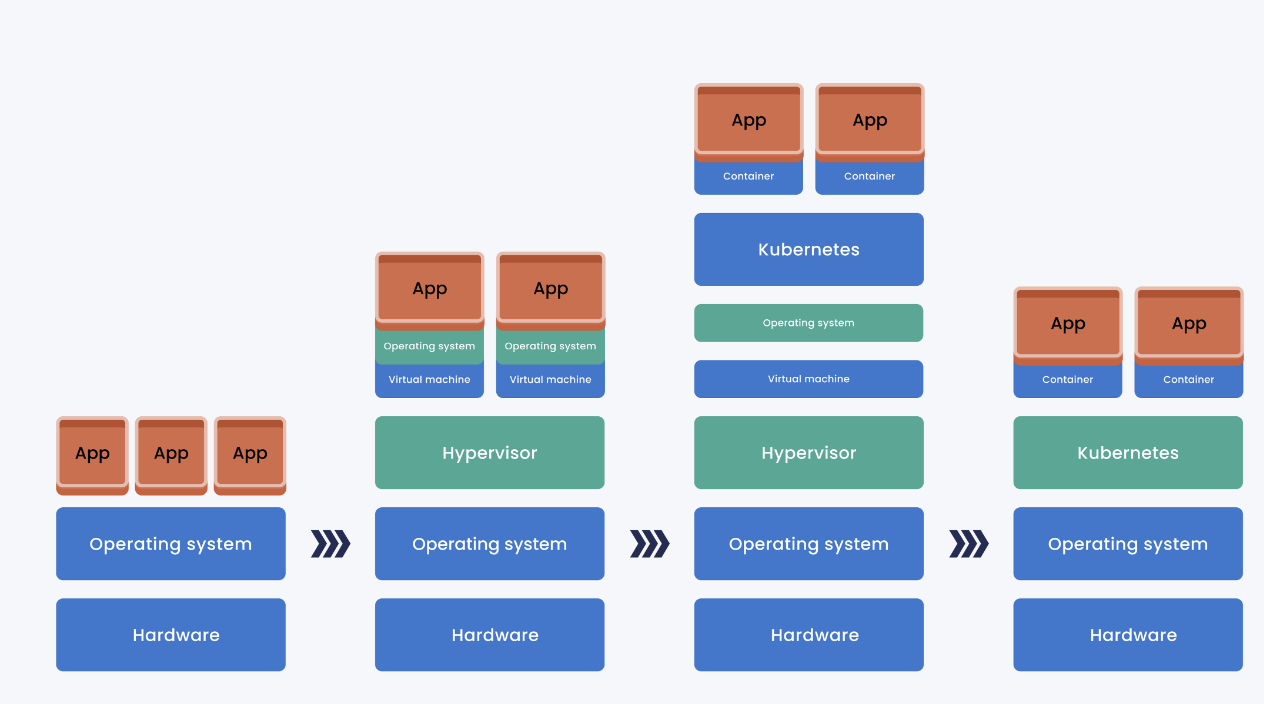 App
App
Container
Container
Kubernetes
App
App
Operating system
App
App
Operating system
Operating system
Virtual machine
Virtual machine
Virtual machine
Container
Container
App
App
App
Hypervisor
Hypervisor
Kubernetes
Operating system
Operating system
Operating system
Operating system
Hardware
Hardware
Hardware
Hardware